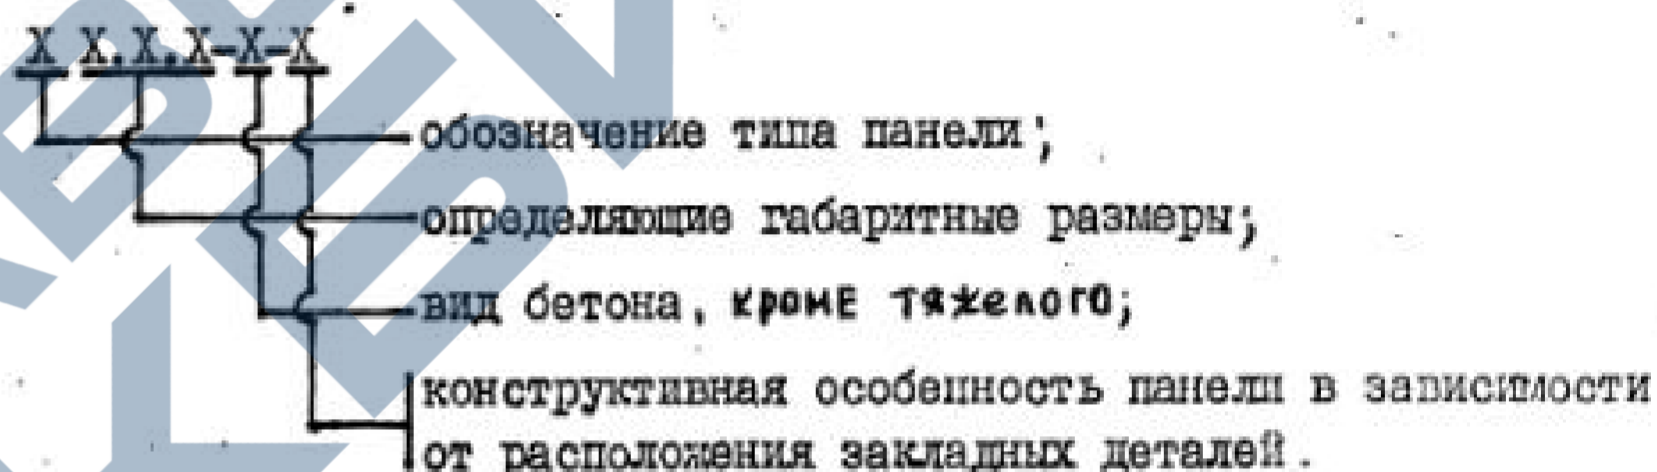 X X.X.X-X-X
обозначение типа панели;
определяющие габаритные размеры;
вид бетона, кроме тяжелого;
конструктивная особенность панели в зависимости
от расположения закладных деталей.